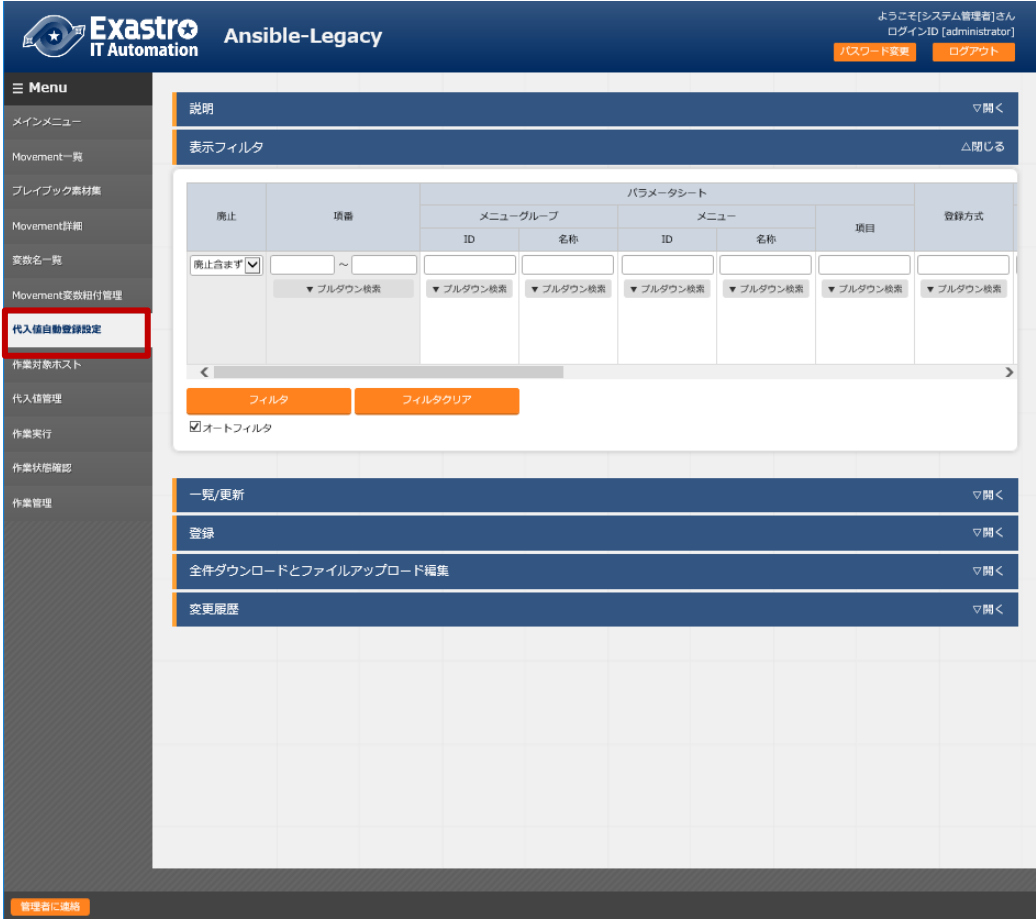 Exastro
IT Automation
Ansible-Legacy
ようこそ[システム管理者]さん
ログインID [administrator]
パスワード変更
ログアウト
☰ Menu
メインメニュー
Movement一覧
プレイブック素材集
Movement詳細
変数名一覧
Movement変数紐付管理
代入値自動登録設定
作業対象ホスト
代入値管理
作業実行
作業状態確認
作業管理
説明 ▽開く
表示フィルタ △閉じる
パラメータシート
廃止 項番 メニューグループ メニュー 項目 登録方式
ID 名称 ID 名称
廃止含まず ～
▼ プルダウン検索 ▼ プルダウン検索 ▼ プルダウン検索 ▼ プルダウン検索 ▼ プルダウン検索 ▼ プルダウン検索 ▼ プルダウン検索
フィルタ フィルタクリア
オートフィルタ
一覧/更新 ▽開く
登録 ▽開く
全件ダウンロードとファイルアップロード編集 ▽開く
変更履歴 ▽開く
管理者に連絡